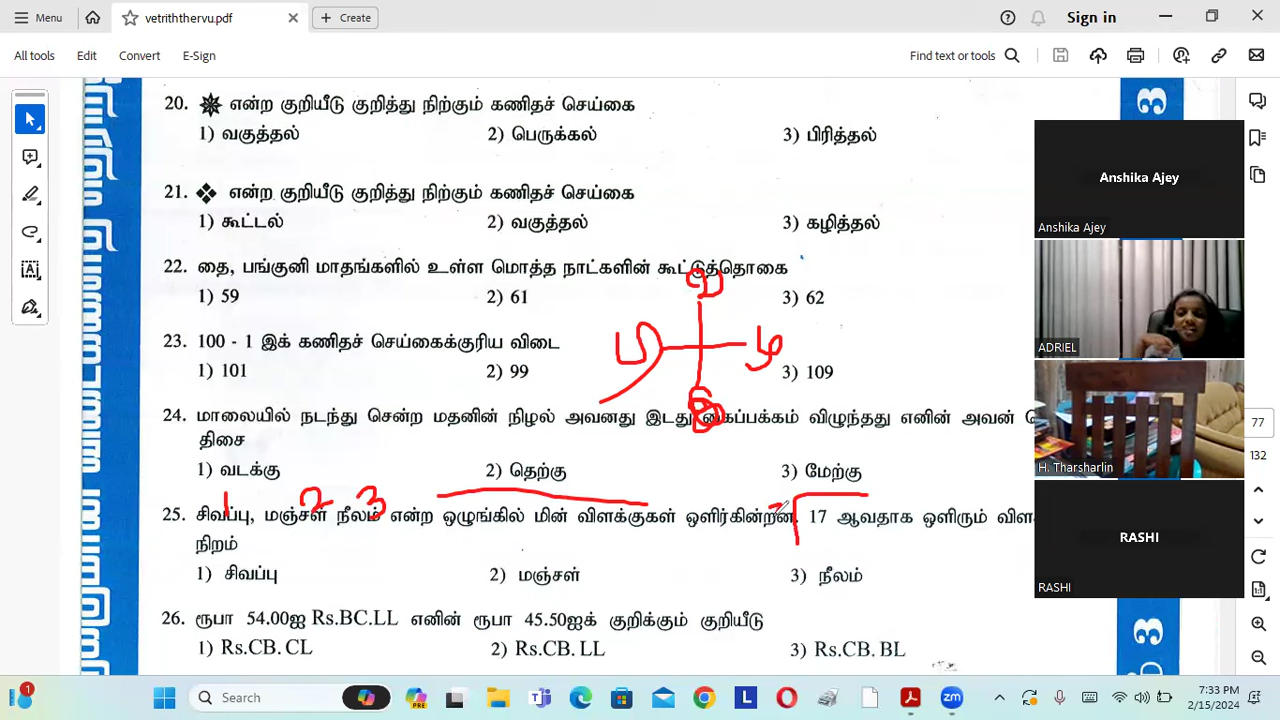 Menu
vetriththervu.pdf
Create
Sign in
All tools
Edit
Convert
E-Sign
Find text or tools
20. ✵ என்ற குறியீடு குறித்து நிற்கும் கணிதச் செய்கை
1) வகுத்தல் 2) பெருக்கல் 3) பிரித்தல்
21. ❖ என்ற குறியீடு குறித்து நிற்கும் கணிதச் செய்கை
1) கூட்டல் 2) வகுத்தல் 3) கழித்தல்
22. தை, பங்குனி மாதங்களில் உள்ள மொத்த நாட்களின் கூட்டுத்தொகை
1) 59 2) 61 3) 62
23. 100 - 1 இக் கணிதச் செய்கைக்குரிய விடை
1) 101 2) 99 3) 109
24. மாலையில் நடந்து சென்ற மதனின் நிழல் அவனது இடது கைப்பக்கம் விழுந்தது எனின் அவன்
திசை
1) வடக்கு 2) தெற்கு 3) மேற்கு
1 2 3
25. சிவப்பு, மஞ்சள் நீலம் என்ற ஒழுங்கில் மின் விளக்குகள் ஒளிர்கின்றன. 17 ஆவதாக ஒளிரும்
நிறம்
1) சிவப்பு 2) மஞ்சள் 3) நீலம்
26. ரூபா 54.00ஐ Rs.BC.LL எனின் ரூபா 45.50ஐக் குறிக்கும் குறியீடு
1) Rs.CB. CL 2) Rs.CB. LL 3) Rs.CB. BL
3
Anshika Ajey
Anshika Ajey
ADRIEL
H. Tharsharlin
RASHI
RASHI
77
132
1
Search
PRE
L
zm
7:33 PM
2/15/2024